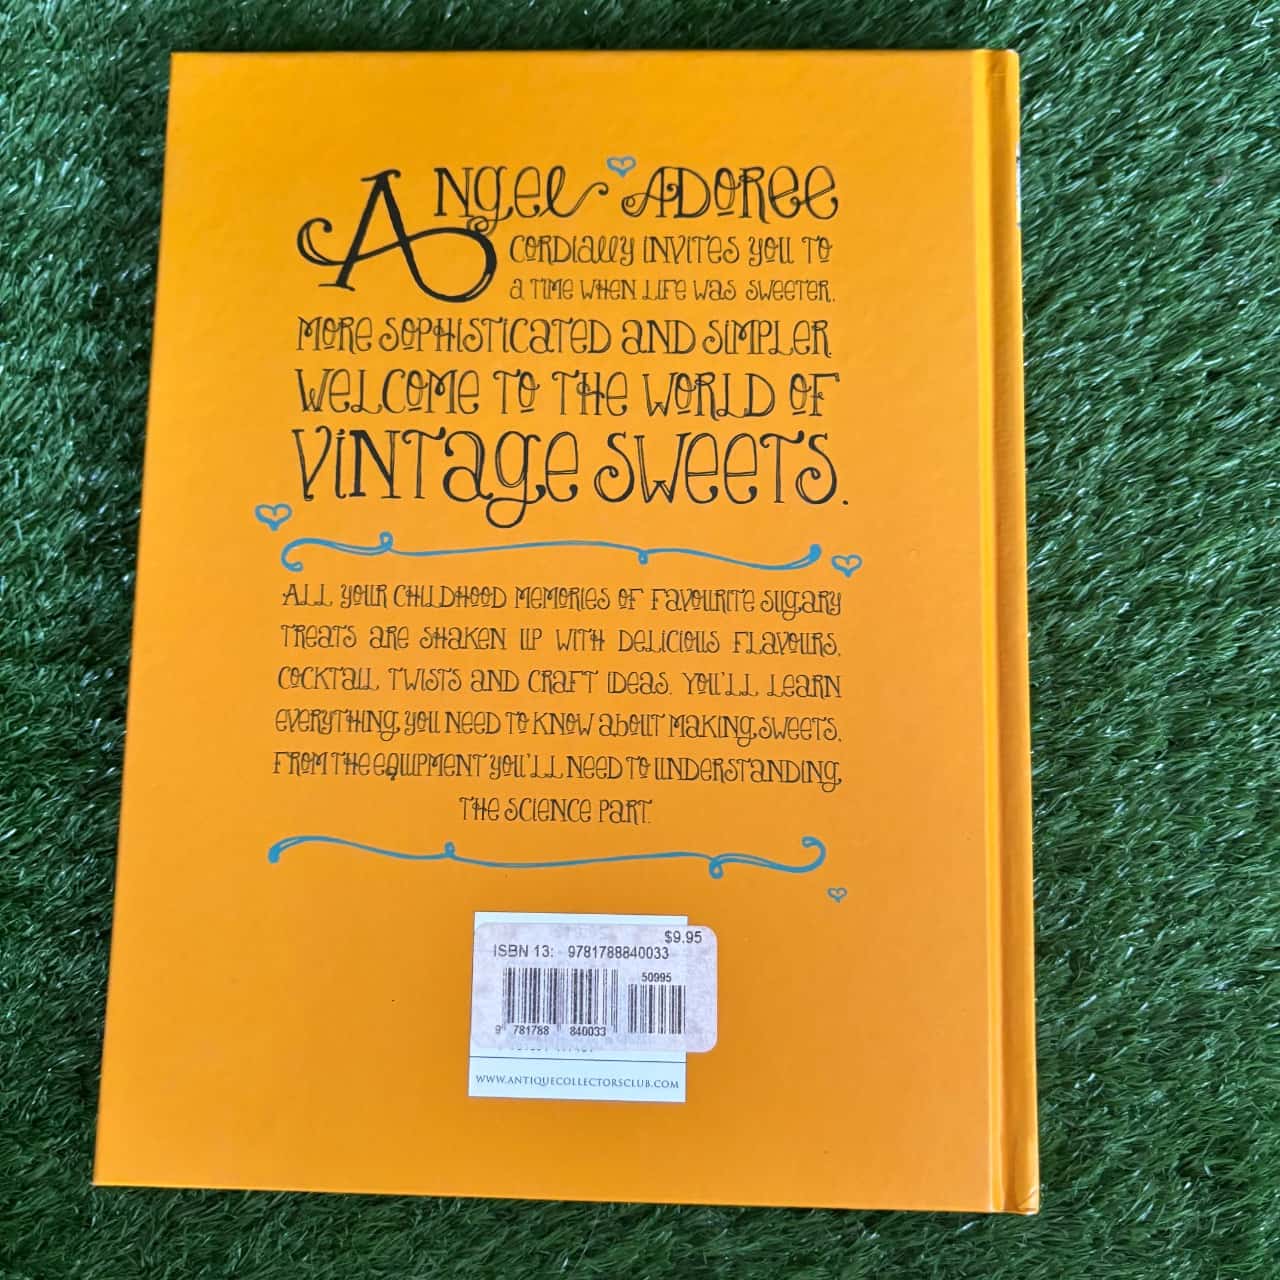 Angel Adoree
cordially invites you to
a time when life was sweeter,
more sophisticated and simpler.
Welcome to the world of
Vintage Sweets.
All your childhood memories of favourite sugary
treats are shaken up with delicious flavours,
cocktail twists and craft ideas. You'll learn
everything you need to know about making sweets,
from the equipment you'll need to understanding
the science part.
$9.95
ISBN 13: 9781788840033
50995
9 781788 840033
WWW.ANTIQUECOLLECTORSCLUB.COM